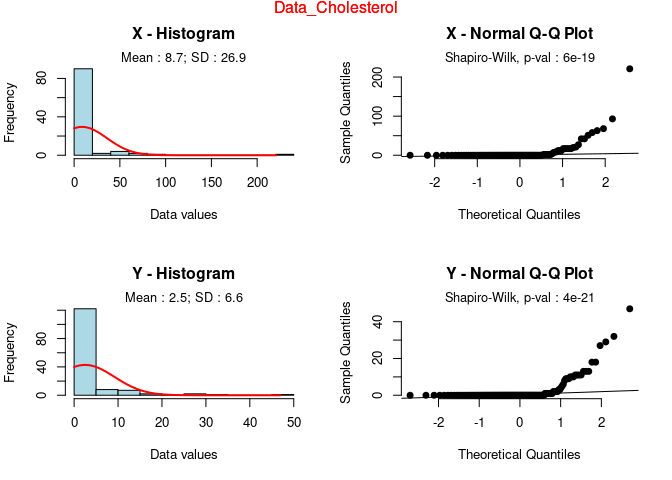 Data_Cholesterol
X - Histogram
Mean : 8.7; SD : 26.9
Frequency
80
40
0
0 50 100 150 200
Data values
X - Normal Q-Q Plot
Shapiro-Wilk, p-val : 6e-19
Sample Quantiles
200
100
0
-2 -1 0 1 2
Theoretical Quantiles
Y - Histogram
Mean : 2.5; SD : 6.6
Frequency
80
40
0
0 10 20 30 40 50
Data values
Y - Normal Q-Q Plot
Shapiro-Wilk, p-val : 4e-21
Sample Quantiles
40
20
0
-2 -1 0 1 2
Theoretical Quantiles